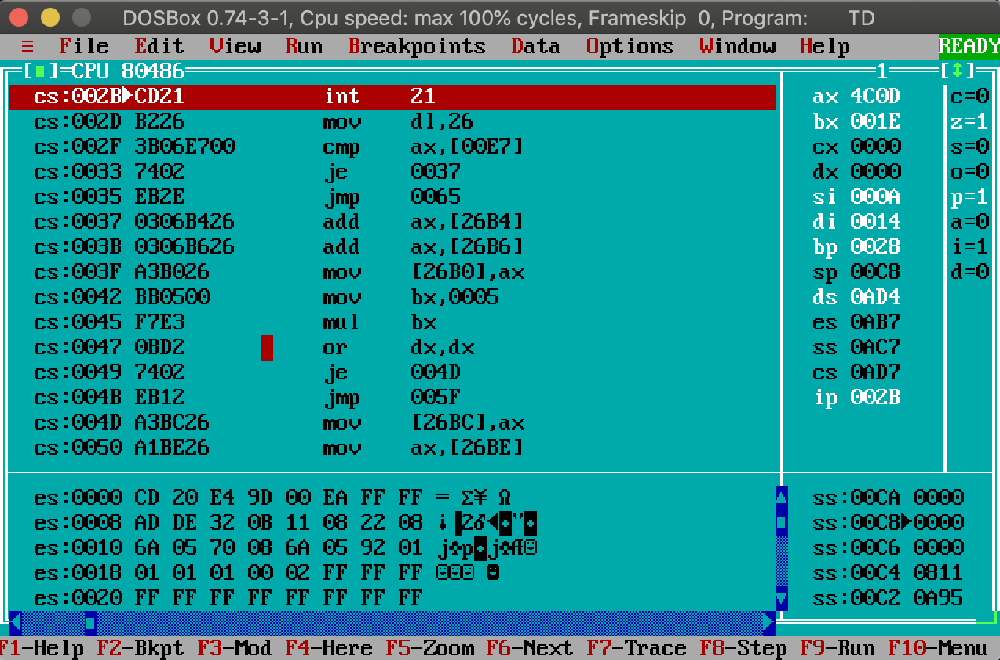 DOSBox 0.74-3-1, Cpu speed: max 100% cycles, Frameskip 0, Program: TD
≡ File Edit View Run Breakpoints Data Options Window Help READY
[■]=CPU 80486 1 [↕]
cs:002B►CD21 int 21 ax 4C0D c=0
cs:002D B226 mov dl,26 bx 001E z=1
cs:002F 3B06E700 cmp ax,[00E7] cx 0000 s=0
cs:0033 7402 je 0037 dx 0000 o=0
cs:0035 EB2E jmp 0065 si 000A p=1
cs:0037 0306B426 add ax,[26B4] di 0014 a=0
cs:003B 0306B626 add ax,[26B6] bp 0028 i=1
cs:003F A3B026 mov [26B0],ax sp 00C8 d=0
cs:0042 BB0500 mov bx,0005 ds 0AD4
cs:0045 F7E3 mul bx es 0AB7
cs:0047 0BD2 or dx,dx ss 0AC7
cs:0049 7402 je 004D cs 0AD7
cs:004B EB12 jmp 005F ip 002B
cs:004D A3BC26 mov [26BC],ax
cs:0050 A1BE26 mov ax,[26BE]
es:0000 CD 20 E4 9D 00 EA FF FF = Σ¥ Ω ss:00CA 0000
es:0008 AD DE 32 0B 11 08 22 08 ¡▐2♂◄◘"◘ ss:00C8►0000
es:0010 6A 05 70 08 6A 05 92 01 j♣p◘j♣Æ☺ ss:00C6 0000
es:0018 01 01 01 00 02 FF FF FF ☺☺☺ ☻ ss:00C4 0811
es:0020 FF FF FF FF FF FF FF FF ss:00C2 0A95
F1-Help F2-Bkpt F3-Mod F4-Here F5-Zoom F6-Next F7-Trace F8-Step F9-Run F10-Menu